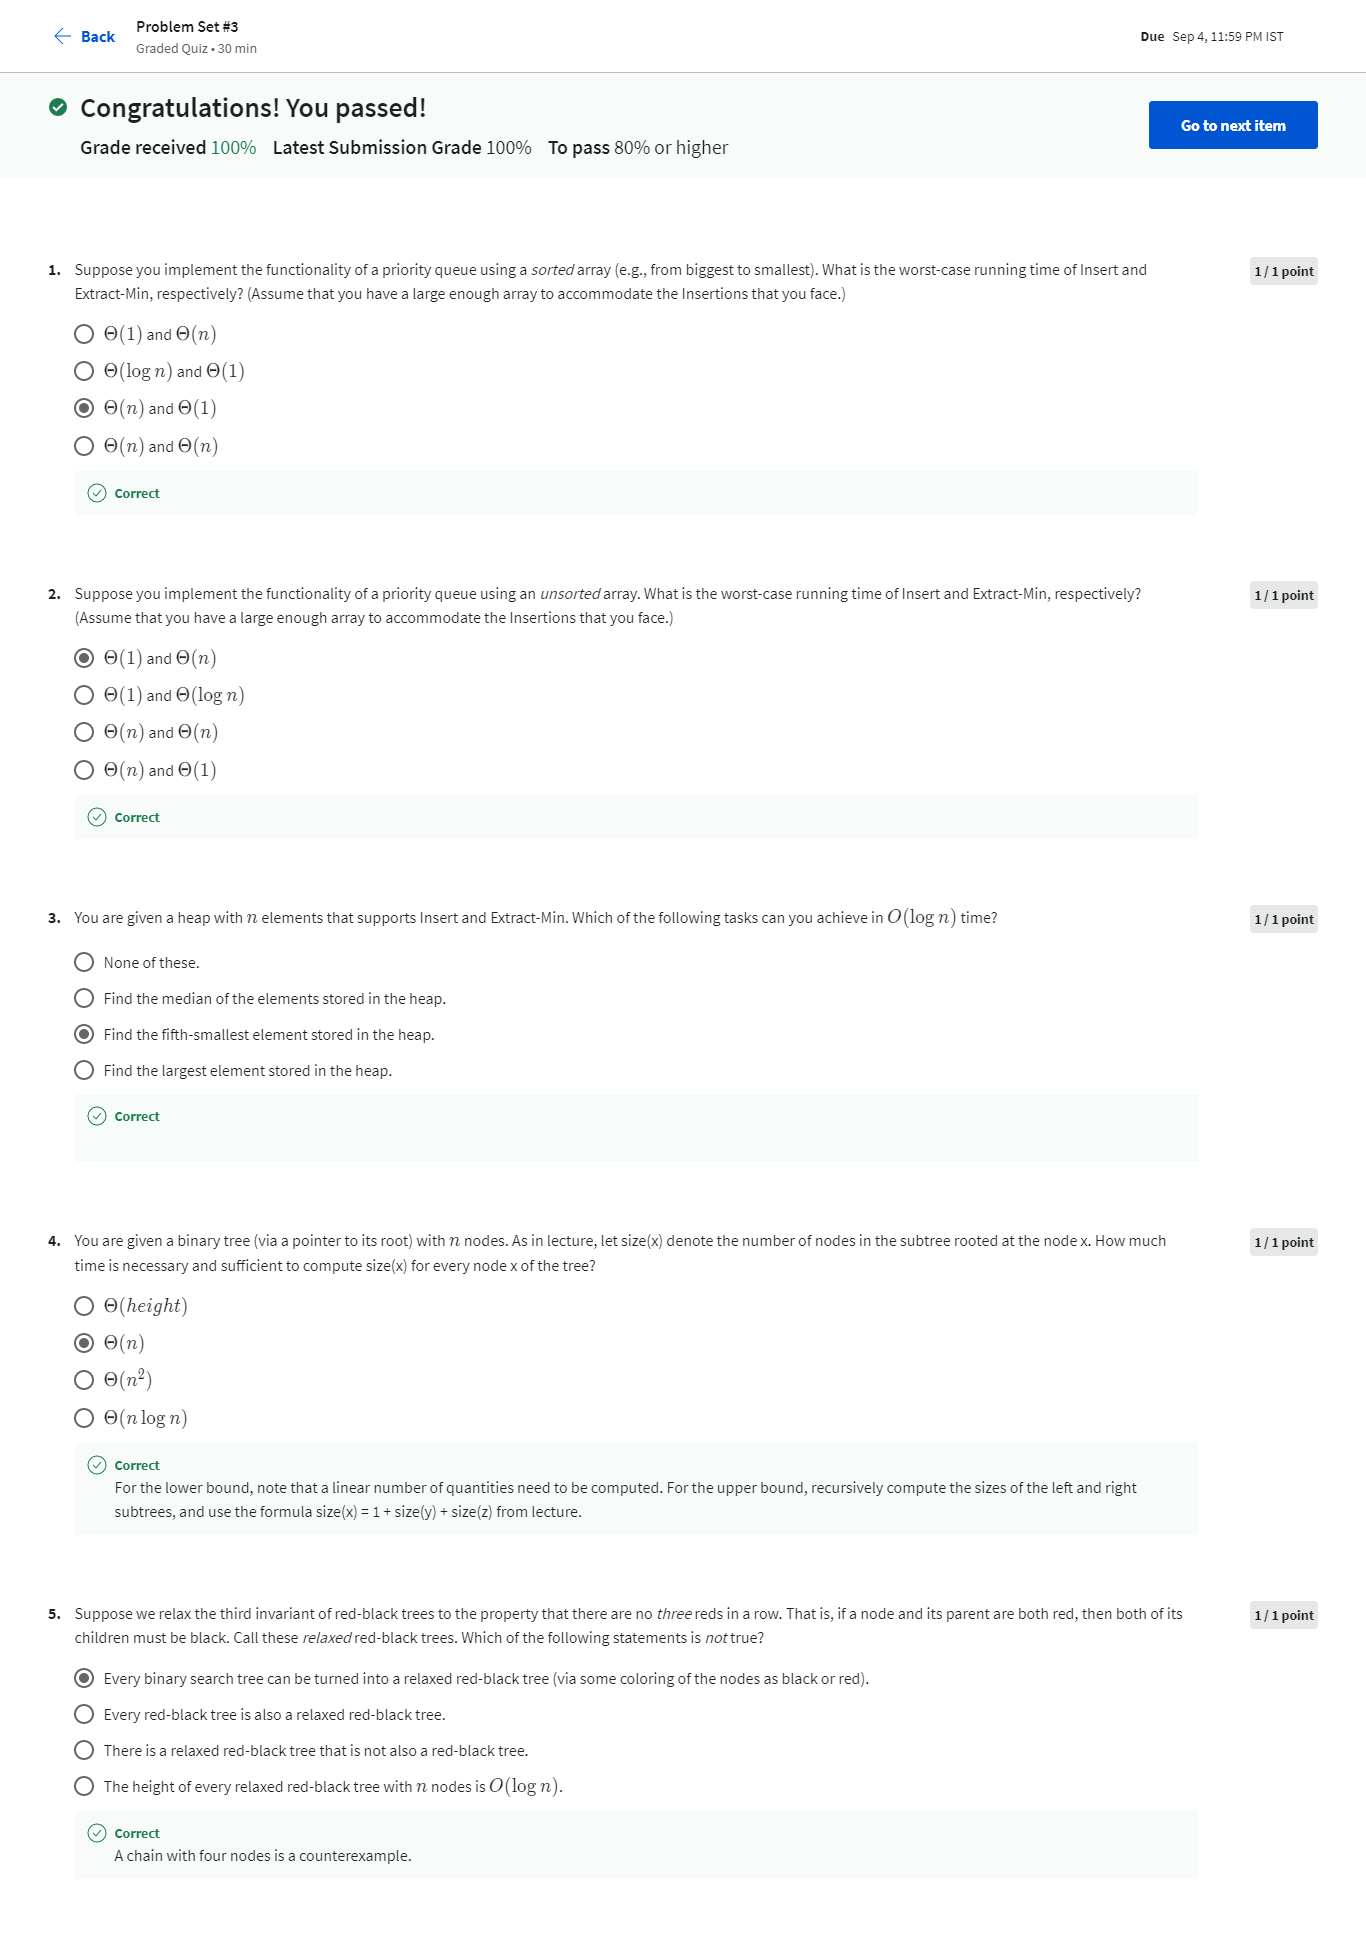 Back
Problem Set #3
Graded Quiz • 30 min
Due Sep 4, 11:59 PM IST
Congratulations! You passed!
Grade received 100% Latest Submission Grade 100% To pass 80% or higher
Go to next item
1. Suppose you implement the functionality of a priority queue using a sorted array (e.g., from biggest to smallest). What is the worst-case running time of Insert and
Extract-Min, respectively? (Assume that you have a large enough array to accommodate the Insertions that you face.)
1 / 1 point
Θ(1) and Θ(n)
Θ(log n) and Θ(1)
Θ(n) and Θ(1)
Θ(n) and Θ(n)
Correct
2. Suppose you implement the functionality of a priority queue using an unsorted array. What is the worst-case running time of Insert and Extract-Min, respectively?
(Assume that you have a large enough array to accommodate the Insertions that you face.)
1 / 1 point
Θ(1) and Θ(n)
Θ(1) and Θ(log n)
Θ(n) and Θ(n)
Θ(n) and Θ(1)
Correct
3. You are given a heap with n elements that supports Insert and Extract-Min. Which of the following tasks can you achieve in O(log n) time?
1 / 1 point
None of these.
Find the median of the elements stored in the heap.
Find the fifth-smallest element stored in the heap.
Find the largest element stored in the heap.
Correct
4. You are given a binary tree (via a pointer to its root) with n nodes. As in lecture, let size(x) denote the number of nodes in the subtree rooted at the node x. How much
time is necessary and sufficient to compute size(x) for every node x of the tree?
1 / 1 point
Θ(height)
Θ(n)
Θ(n²)
Θ(n log n)
Correct
For the lower bound, note that a linear number of quantities need to be computed. For the upper bound, recursively compute the sizes of the left and right
subtrees, and use the formula size(x) = 1 + size(y) + size(z) from lecture.
5. Suppose we relax the third invariant of red-black trees to the property that there are no three reds in a row. That is, if a node and its parent are both red, then both of its
children must be black. Call these relaxed red-black trees. Which of the following statements is not true?
1 / 1 point
Every binary search tree can be turned into a relaxed red-black tree (via some coloring of the nodes as black or red).
Every red-black tree is also a relaxed red-black tree.
There is a relaxed red-black tree that is not also a red-black tree.
The height of every relaxed red-black tree with n nodes is O(log n).
Correct
A chain with four nodes is a counterexample.